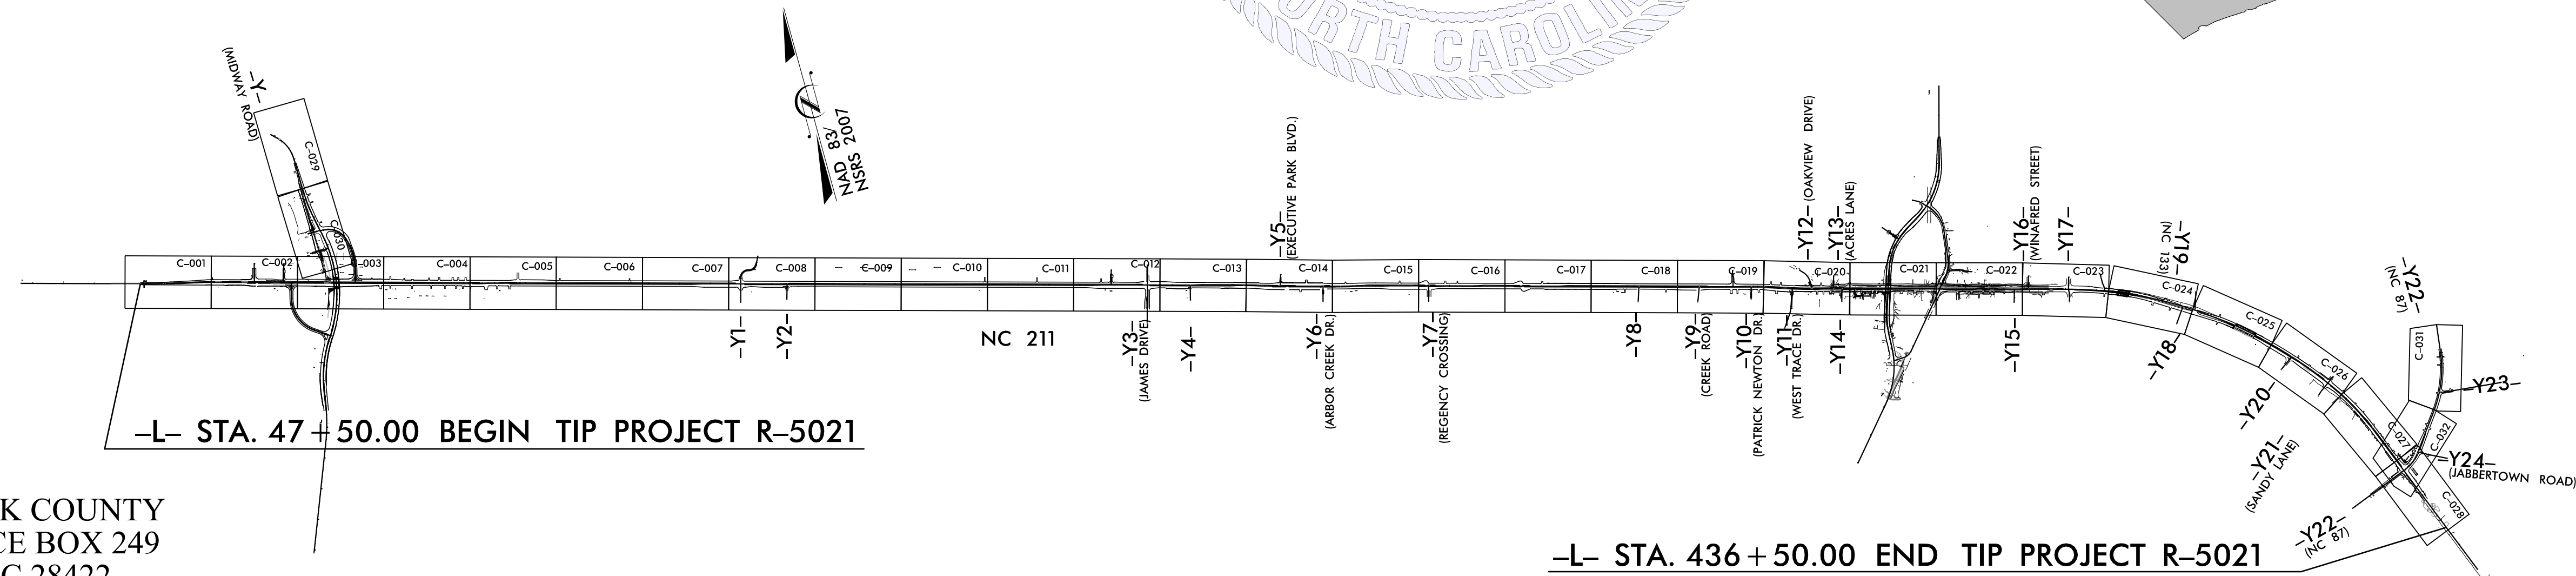 NORTH CAROLIN
–Y–
(MIDWAY ROAD)
NAD 83/
NSRS 2007
C–029
C–030
–Y5–
(EXECUTIVE PARK BLVD.)
–Y12–
(OAKVIEW DRIVE)
–Y13–
(ACRES LANE)
–Y16–
(WINAFRED STREET)
–Y17–
–Y19–
(NC 133)
–Y22–
(NC 87)
C–001
C–002
003
C–004
C–005
C–006
C–007
C–008
C–009
C–010
C–011
C–012
C–013
C–014
C–015
C–016
C–017
C–018
C–019
C–020
C–021
C–022
C–023
C–024
C–025
C–026
C–027
C–028
C–031
C–032
–Y1–
–Y2–
NC 211
–Y3–
(JAMES DRIVE)
–Y4–
–Y6–
(ARBOR CREEK DR.)
–Y7–
(REGENCY CROSSING)
–Y8–
–Y9–
(CREEK ROAD)
–Y10–
(PATRICK NEWTON DR.)
–Y11–
(WEST TRACE DR.)
–Y14–
–Y15–
–Y18–
–Y20–
–Y21–
(SANDY LANE)
–Y23–
–Y24–
(JABBERTOWN ROAD)
–Y22–
(NC 87)
–L– STA. 47+50.00 BEGIN TIP PROJECT R–5021
K COUNTY
CE BOX 249
C 28422
–L– STA. 436+50.00 END TIP PROJECT R–5021